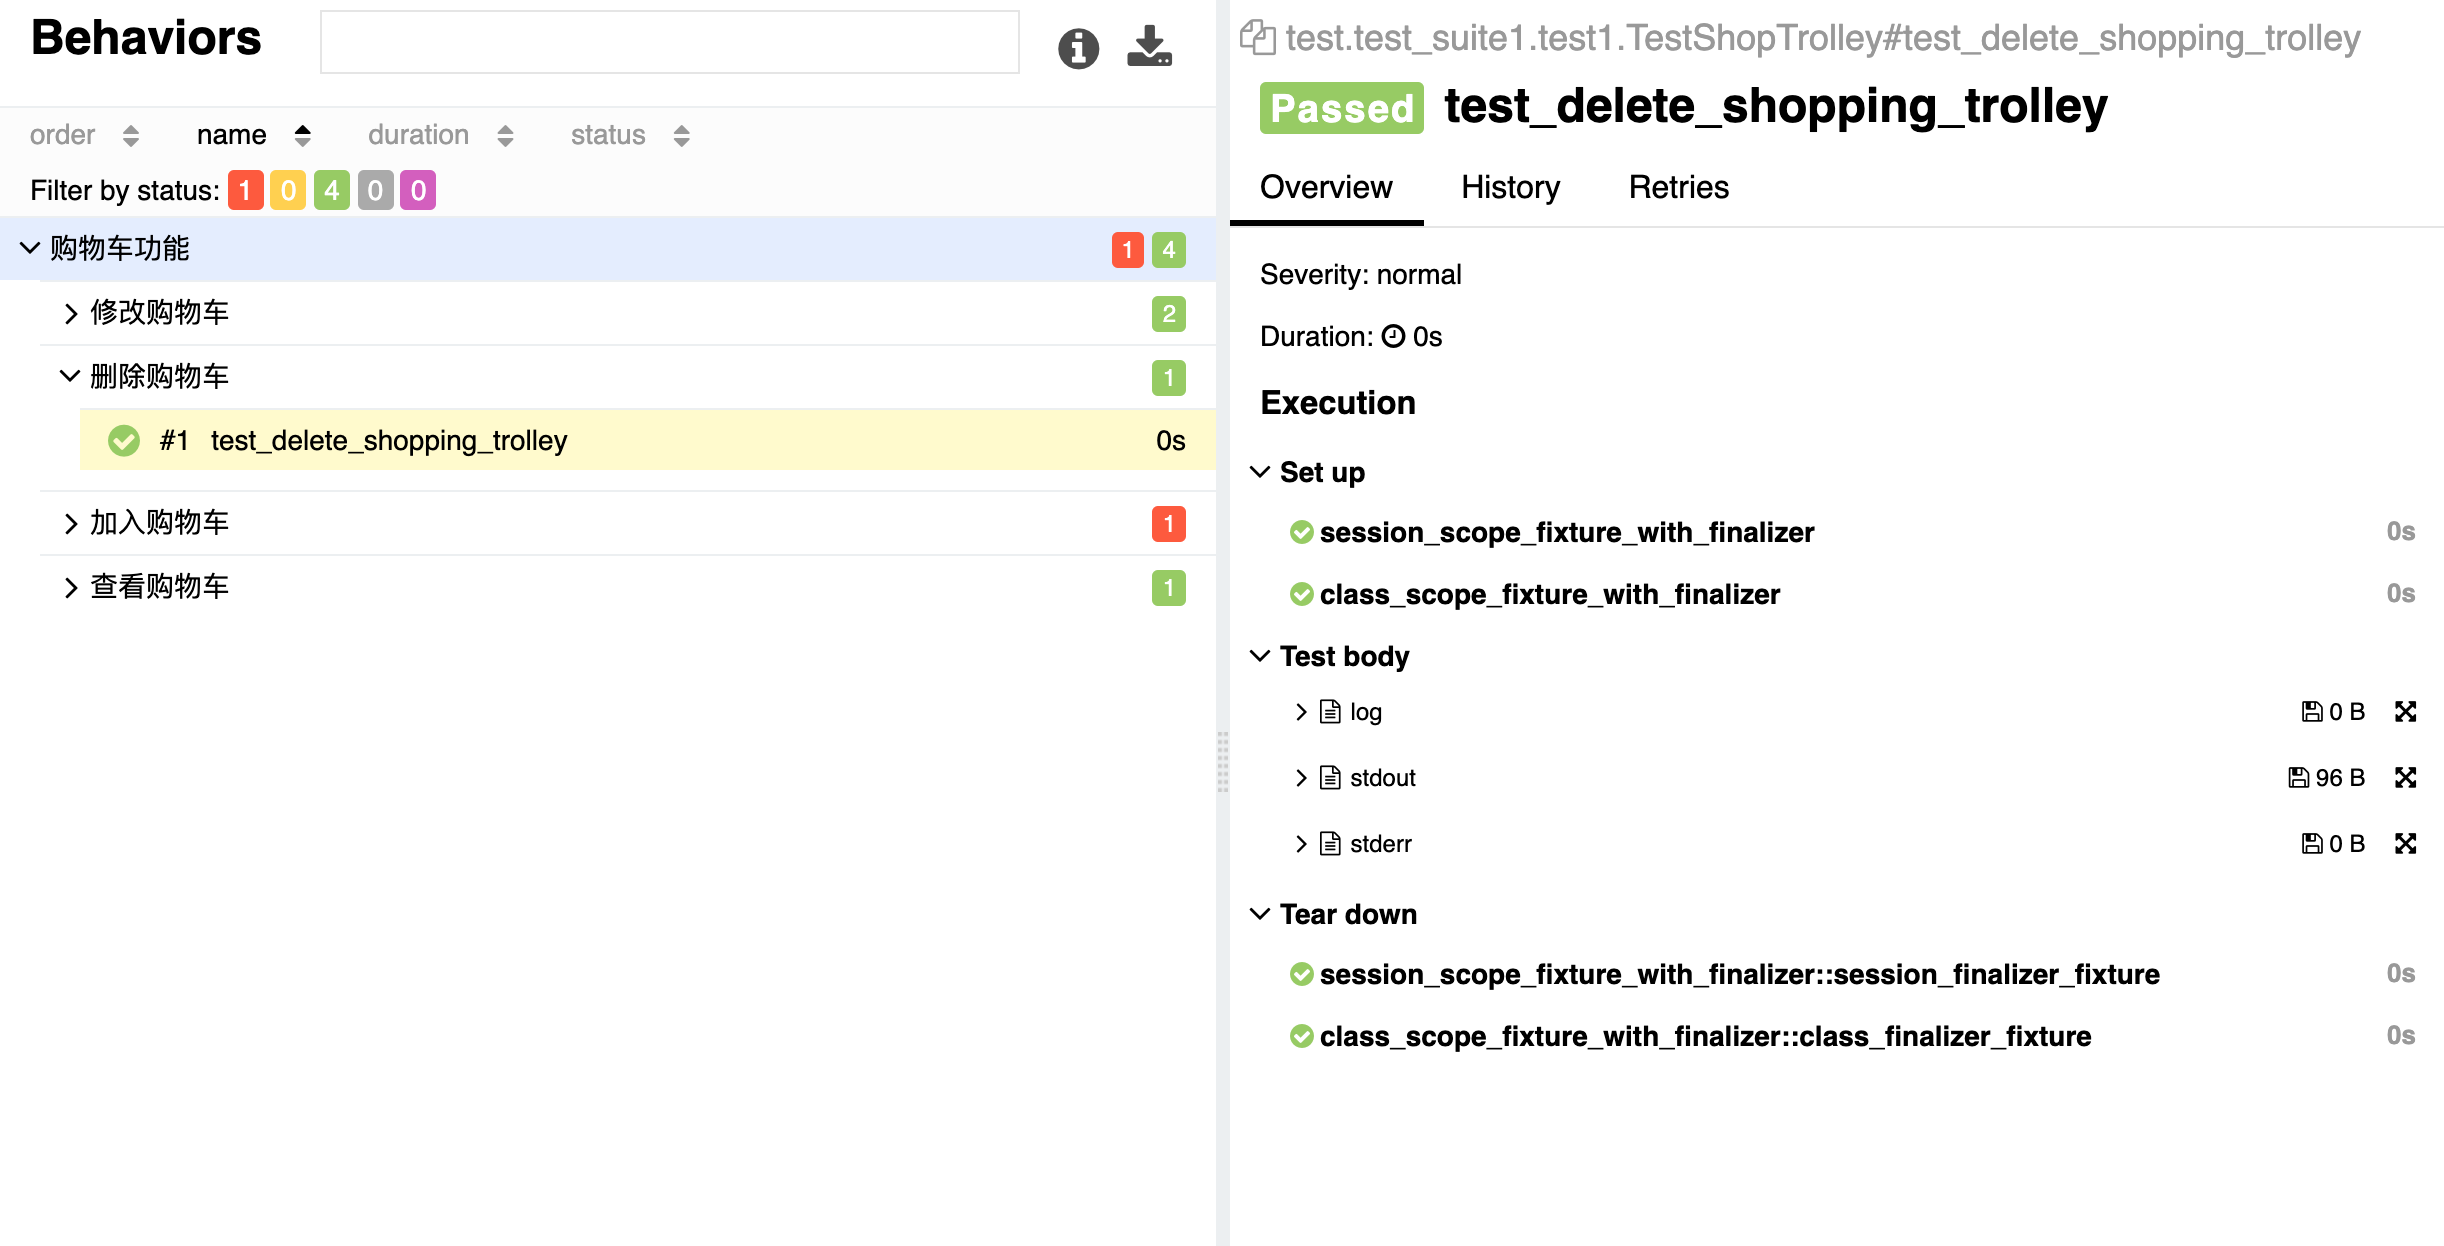 Behaviors
order name duration status
Filter by status: 1 0 4 0 0
购物车功能 1 4
修改购物车 2
删除购物车 1
#1 test_delete_shopping_trolley 0s
加入购物车 1
查看购物车 1
test.test_suite1.test1.TestShopTrolley#test_delete_shopping_trolley
Passed test_delete_shopping_trolley
Overview History Retries
Severity: normal
Duration: 0s
Execution
Set up
session_scope_fixture_with_finalizer 0s
class_scope_fixture_with_finalizer 0s
Test body
log 0 B
stdout 96 B
stderr 0 B
Tear down
session_scope_fixture_with_finalizer::session_finalizer_fixture 0s
class_scope_fixture_with_finalizer::class_finalizer_fixture 0s